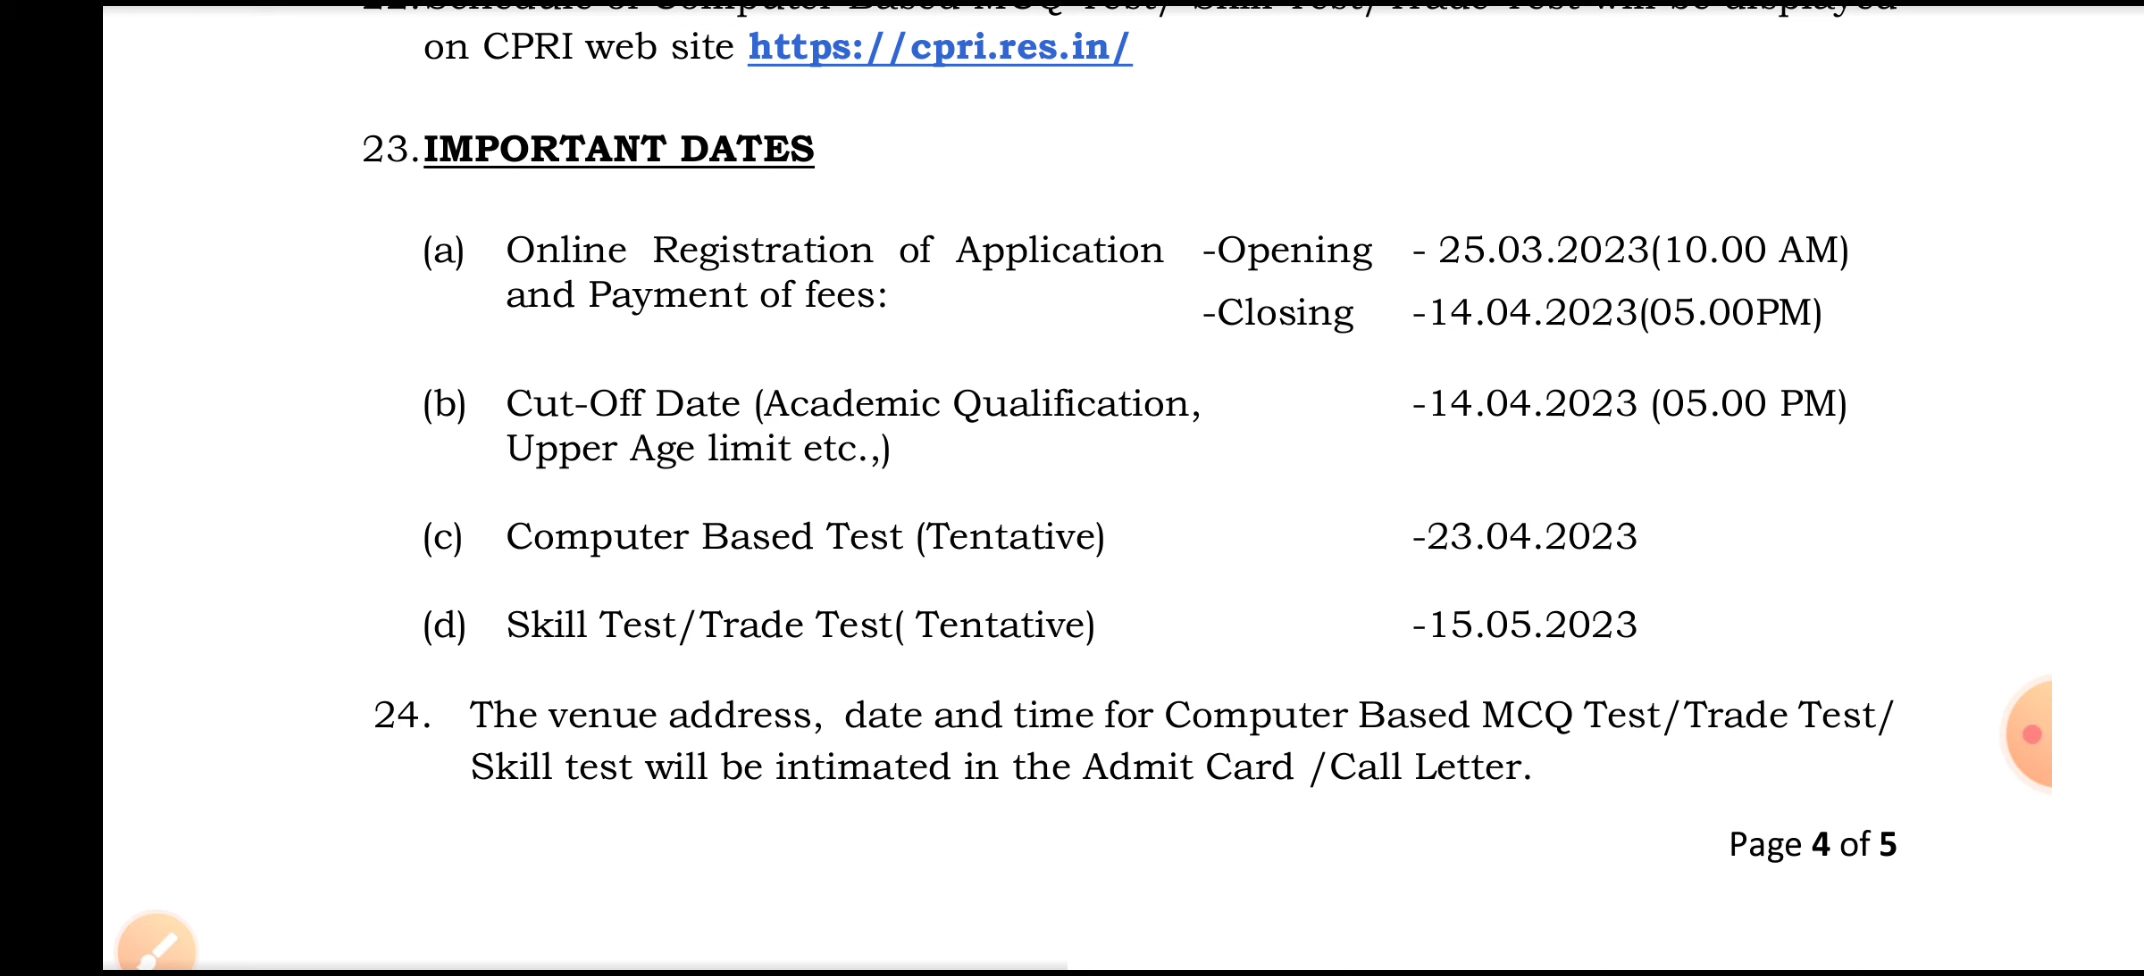 on CPRI web site https://cpri.res.in/
23. IMPORTANT DATES
(a) Online Registration of Application -Opening - 25.03.2023(10.00 AM)
and Payment of fees:
-Closing -14.04.2023(05.00PM)
(b) Cut-Off Date (Academic Qualification, -14.04.2023 (05.00 PM)
Upper Age limit etc.,)
(c) Computer Based Test (Tentative) -23.04.2023
(d) Skill Test/Trade Test( Tentative) -15.05.2023
24. The venue address, date and time for Computer Based MCQ Test/Trade Test/
Skill test will be intimated in the Admit Card /Call Letter.
Page 4 of 5